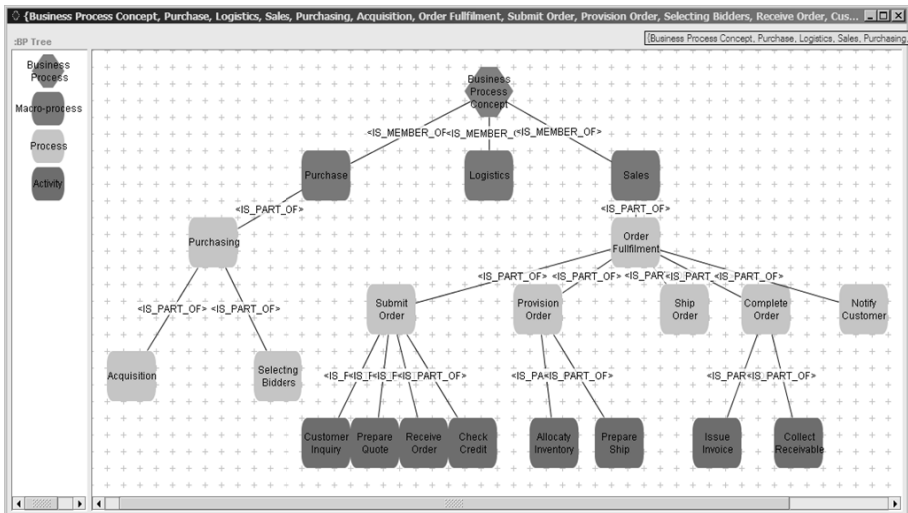 {Business Process Concept, Purchase, Logistics, Sales, Purchasing, Acquisition, Order Fullfilment, Submit Order, Provision Order, Selecting Bidders, Receive Order, Cus...
{Business Process Concept, Purchase, Logistics, Sales, Purchasing,
:BP Tree
Business
Process
Macro-process
Process
Activity
Business
Process
Concept
<IS_MEMBER_OF
<IS_MEMBER_O
<IS_MEMBER_OF>
Purchase
Logistics
Sales
<IS_PART_OF>
<IS_PART_OF>
Purchasing
Order
Fullfilment
<IS_PART_OF>
<IS_PART_OF>
<IS_PAR
<IS_PART_
<IS_PART_OF>
<IS_PART_OF>
<IS_PART_OF>
Submit
Order
Provision
Order
Ship
Order
Complete
Order
Notify
Customer
Acquisition
Selectng
Bidders
<IS_F
<IS_F
<IS_F
<IS_PART_OF>
<IS_PA
<IS_PART_OF>
<IS_PAR
<IS_PART_OF>
Customer
Inquiry
Prepare
Quote
Receive
Order
Check
Credit
Allocaty
Inventory
Prepare
Ship
Issue
Invoice
Collect
Receivable